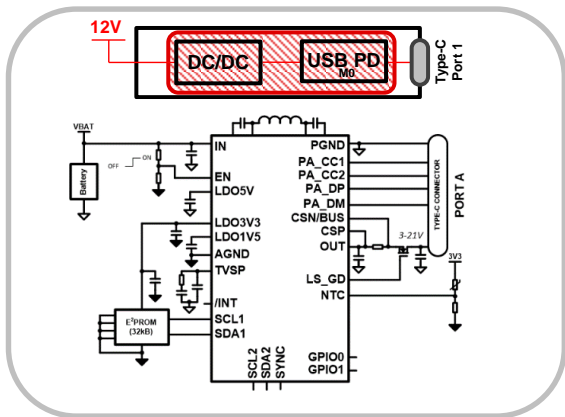 12V
DC/DC
USB PD
M0
Type-C
Port 1
VBAT
Battery
OFF
ON
IN
EN
LDO5V
LDO3V3
LDO1V5
AGND
TVSP
/INT
SCL1
SDA1
E²PROM
(32kB)
SCL2
SDA2
SYNC
PGND
PA_CC1
PA_CC2
PA_DP
PA_DM
CSN/BUS
CSP
OUT
LS_GD
NTC
GPIO0
GPIO1
3-21V
3V3
TYPE-C CONNECTOR
PORT A